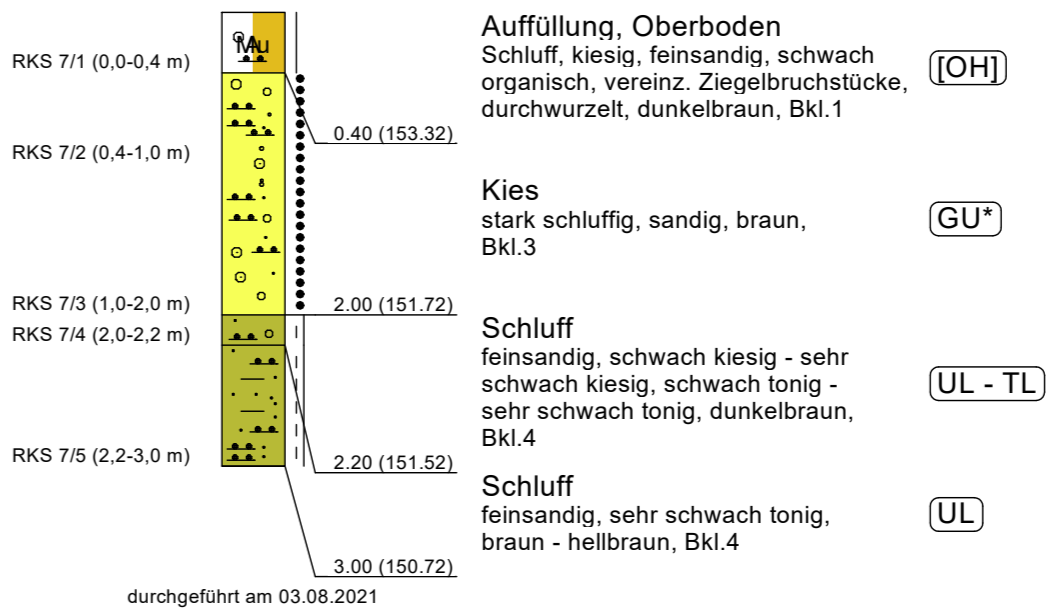 RKS 7/1 (0,0-0,4 m)
Mu
Auffüllung, Oberboden
Schluff, kiesig, feinsandig, schwach
organisch, vereinz. Ziegelbruchstücke,
durchwurzelt, dunkelbraun, Bkl.1
[OH]
0.40 (153.32)
RKS 7/2 (0,4-1,0 m)
Kies
stark schluffig, sandig, braun,
Bkl.3
GU*
RKS 7/3 (1,0-2,0 m)
2.00 (151.72)
RKS 7/4 (2,0-2,2 m)
Schluff
feinsandig, schwach kiesig - sehr
schwach kiesig, schwach tonig -
sehr schwach tonig, dunkelbraun,
Bkl.4
UL - TL
RKS 7/5 (2,2-3,0 m)
2.20 (151.52)
Schluff
feinsandig, sehr schwach tonig,
braun - hellbraun, Bkl.4
UL
3.00 (150.72)
durchgeführt am 03.08.2021